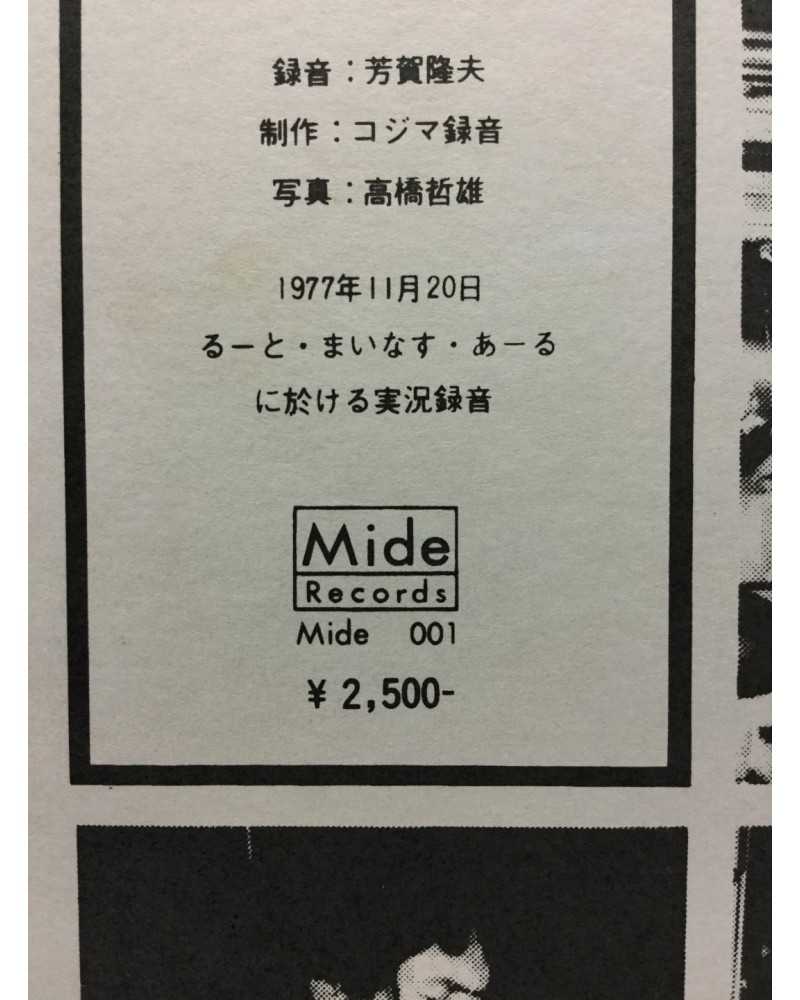 録音：芳賀隆夫
制作：コジマ録音
写真：高橋哲雄
1977年11月20日
るーと・まいなす・あーる
に於ける実況録音
Mide
Records
Mide 001
¥ 2,500-